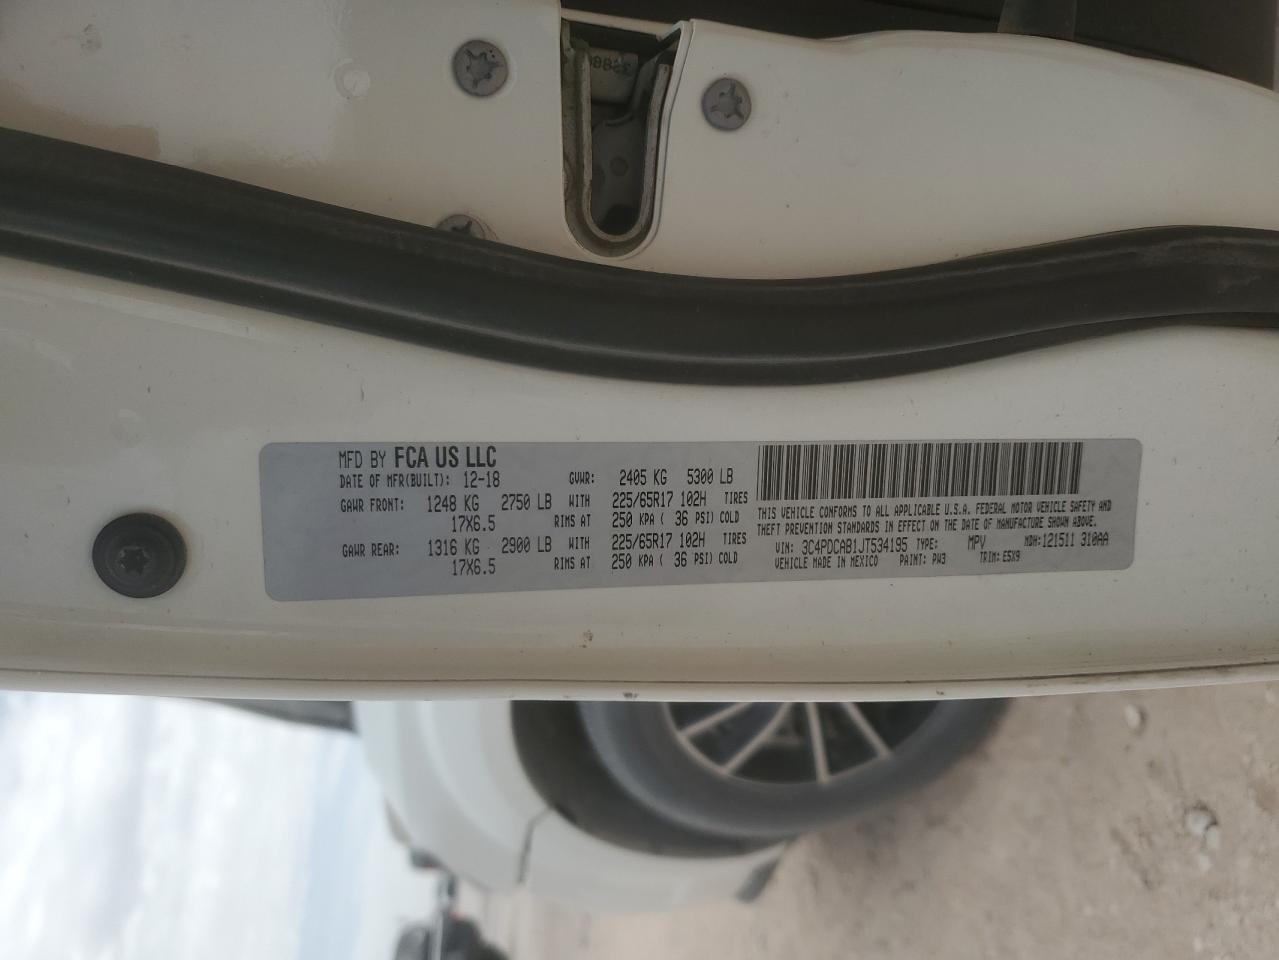 MFD BY FCA US LLC
DATE OF MFR(BUILT): 12-18 GVWR: 2405 KG 5300 LB
GAWR FRONT: 1248 KG 2750 LB WITH 225/65R17 102H TIRES
17X6.5 RIMS AT 250 KPA ( 36 PSI) COLD
GAWR REAR: 1316 KG 2900 LB WITH 225/65R17 102H TIRES
17X6.5 RIMS AT 250 KPA ( 36 PSI) COLD
THIS VEHICLE CONFORMS TO ALL APPLICABLE U.S.A. FEDERAL MOTOR VEHICLE SAFETY AND
THEFT PREVENTION STANDARDS IN EFFECT ON THE DATE OF MANUFACTURE SHOWN ABOVE.
VIN: 3C4PDCAB1JT534195 TYPE: MPV MDH:121511 310AA
VEHICLE MADE IN MEXICO PAINT: PW3 TRIM: E5X9